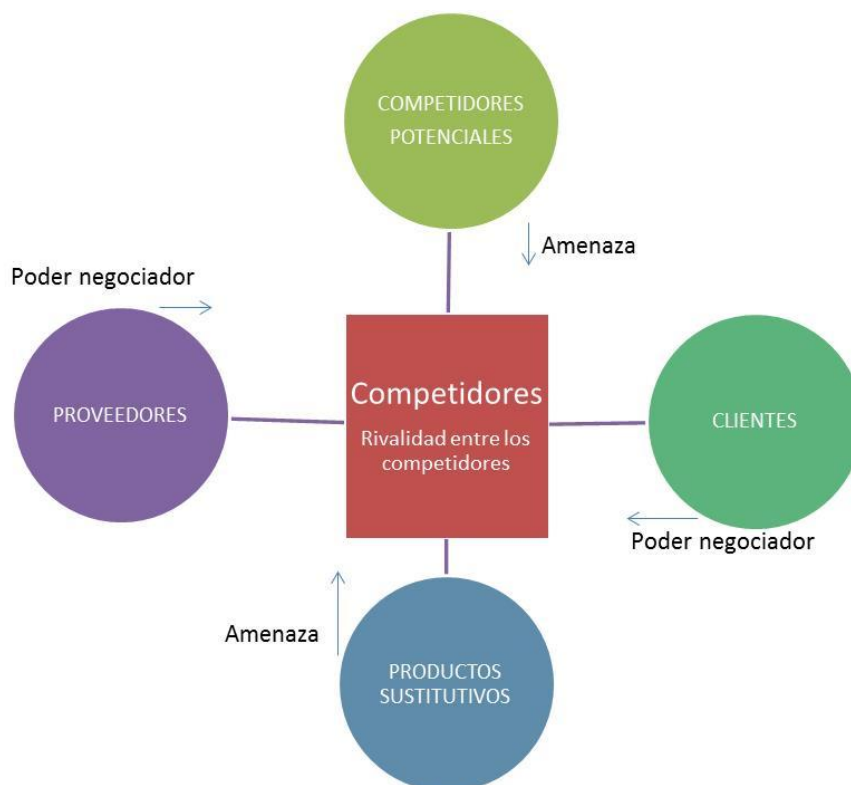 COMPETIDORES
POTENCIALES
Amenaza
Poder negociador
PROVEEDORES
Competidores
Rivalidad entre los
competidores
CLIENTES
Poder negociador
Amenaza
PRODUCTOS
SUSTITUTIVOS